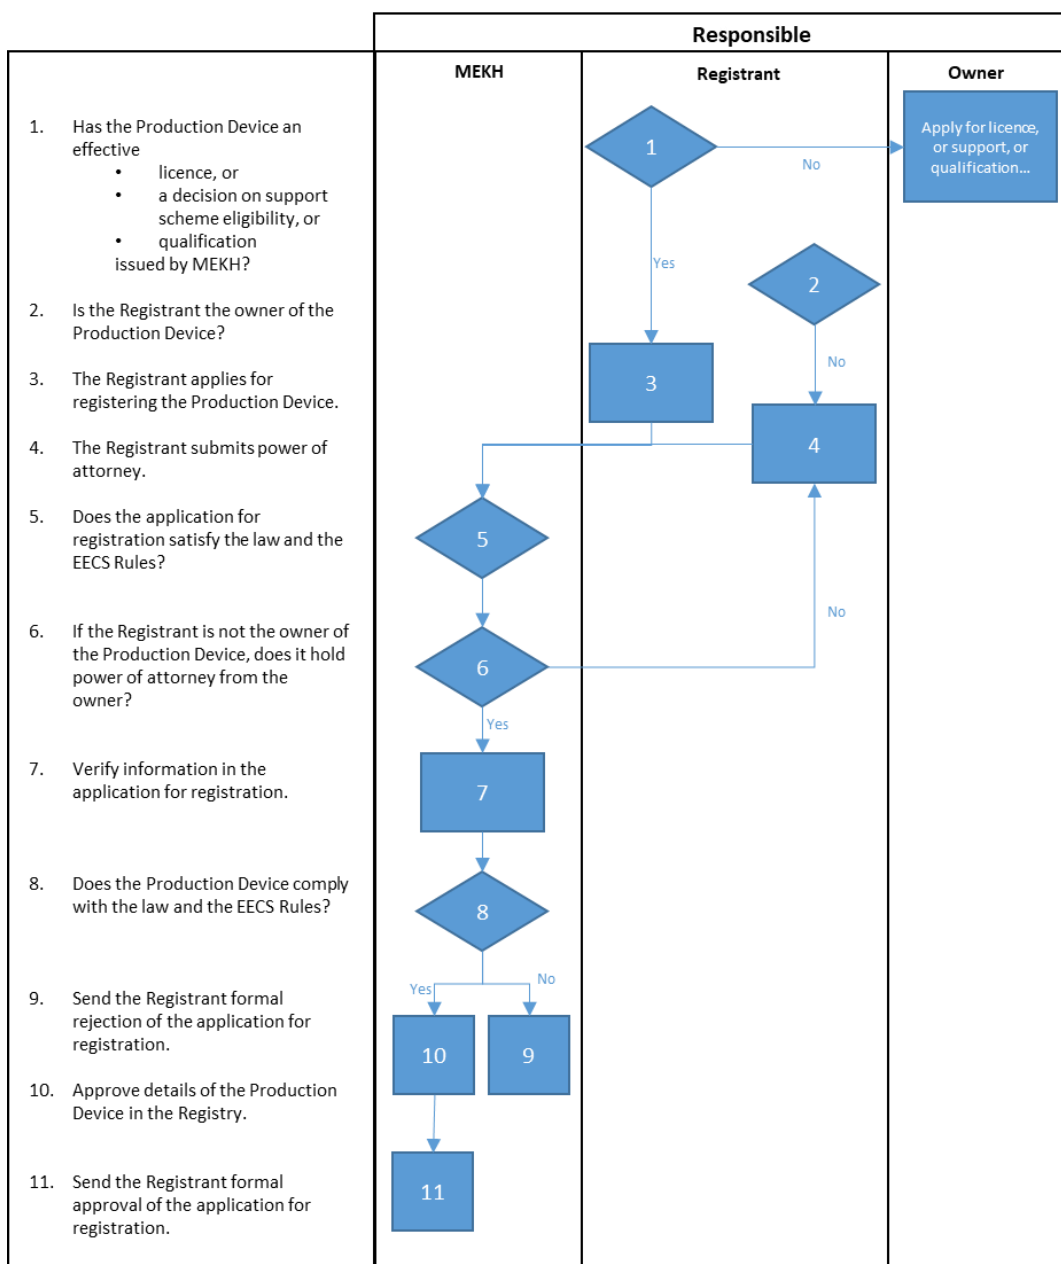 Responsible
MEKH
Registrant
Owner
1. Has the Production Device an
effective
• licence, or
• a decision on support
scheme eligibility, or
• qualification
issued by MEKH?
2. Is the Registrant the owner of the
Production Device?
3. The Registrant applies for
registering the Production Device.
4. The Registrant submits power of
attorney.
5. Does the application for
registration satisfy the law and the
EECS Rules?
6. If the Registrant is not the owner of
the Production Device, does it hold
power of attorney from the
owner?
7. Verify information in the
application for registration.
8. Does the Production Device comply
with the law and the EECS Rules?
9. Send the Registrant formal
rejection of the application for
registration.
10. Approve details of the Production
Device in the Registry.
11. Send the Registrant formal
approval of the application for
registration.
1
No
Apply for licence,
or support, or
qualification...
Yes
2
No
3
4
5
No
6
Yes
7
8
Yes
No
10
9
11